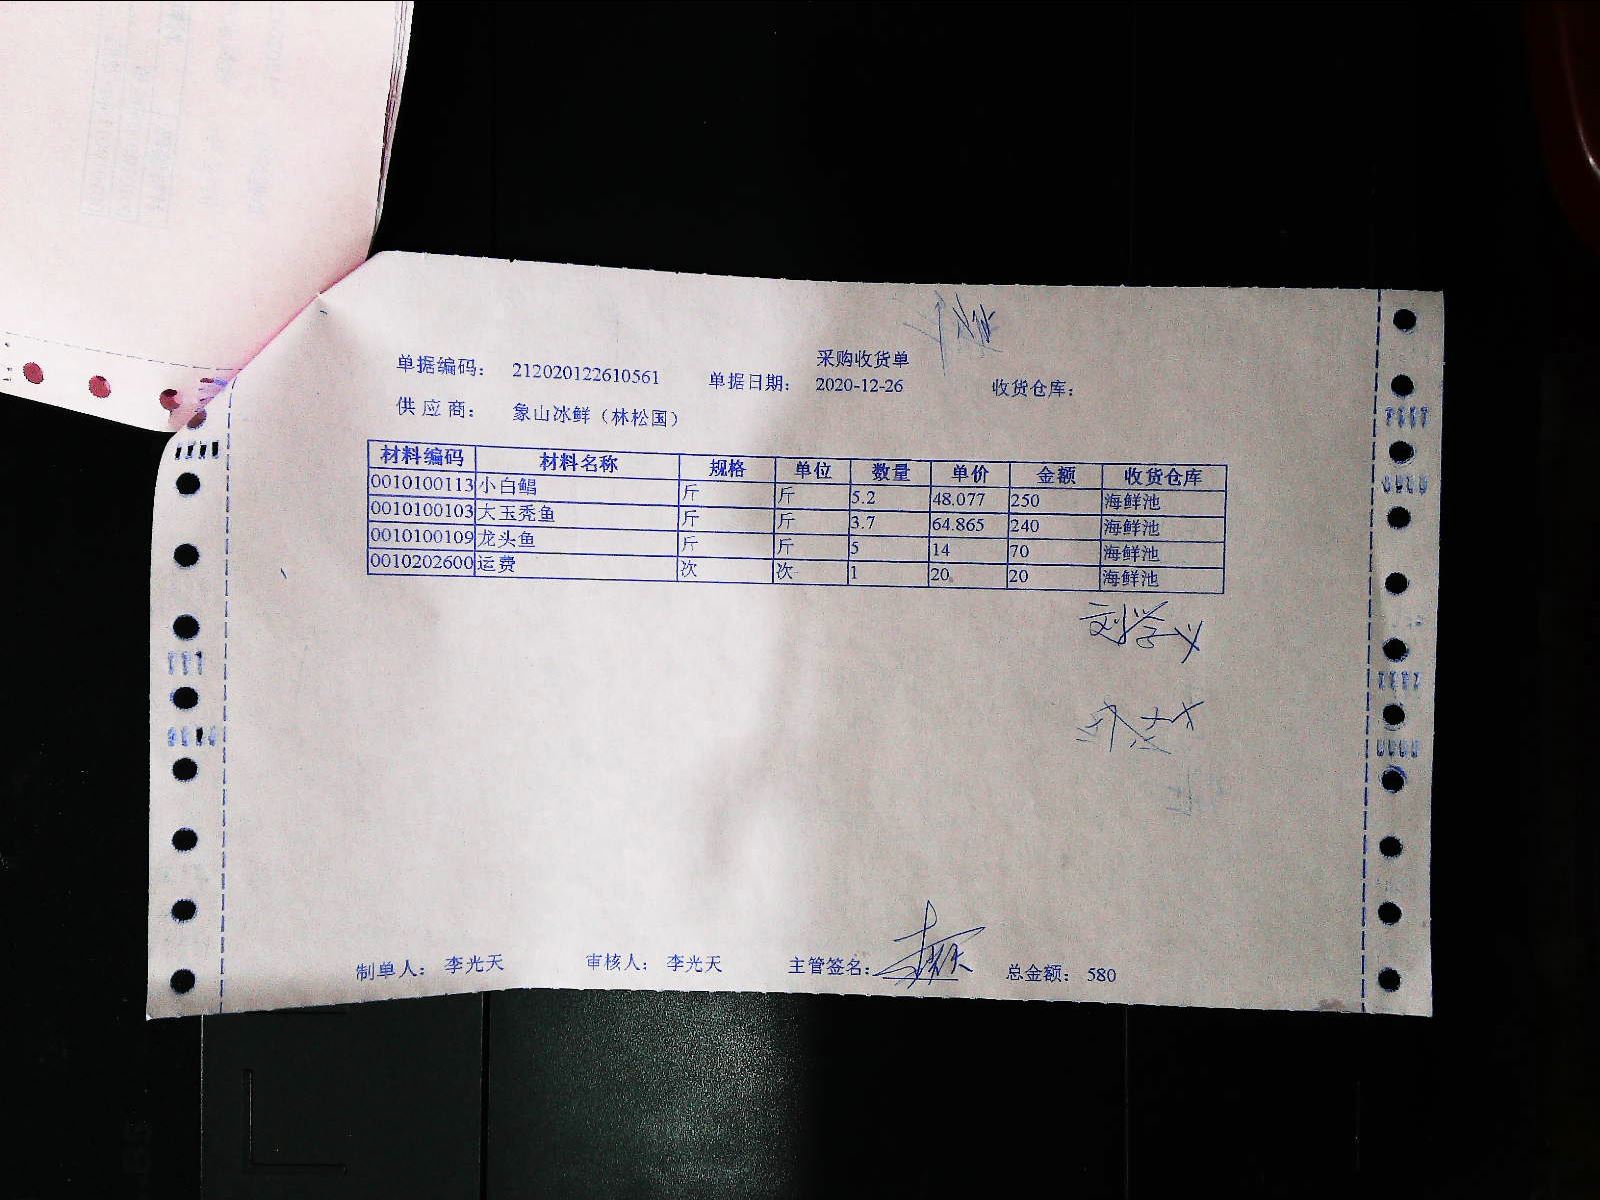 采购收货单
单据编码： 212020122610561 单据日期： 2020-12-26 收货仓库：
供 应 商： 象山冰鲜（林松国）
材料编码 材料名称 规格 单位 数量 单价 金额 收货仓库
0010100113 小白鲳 斤 斤 5.2 48.077 250 海鲜池
0010100103 大玉秃鱼 斤 斤 3.7 64.865 240 海鲜池
0010100109 龙头鱼 斤 斤 5 14 70 海鲜池
0010202600 运费 次 次 1 20 20 海鲜池
刘学义
制单人： 李光天 审核人： 李光天 主管签名： 总金额： 580